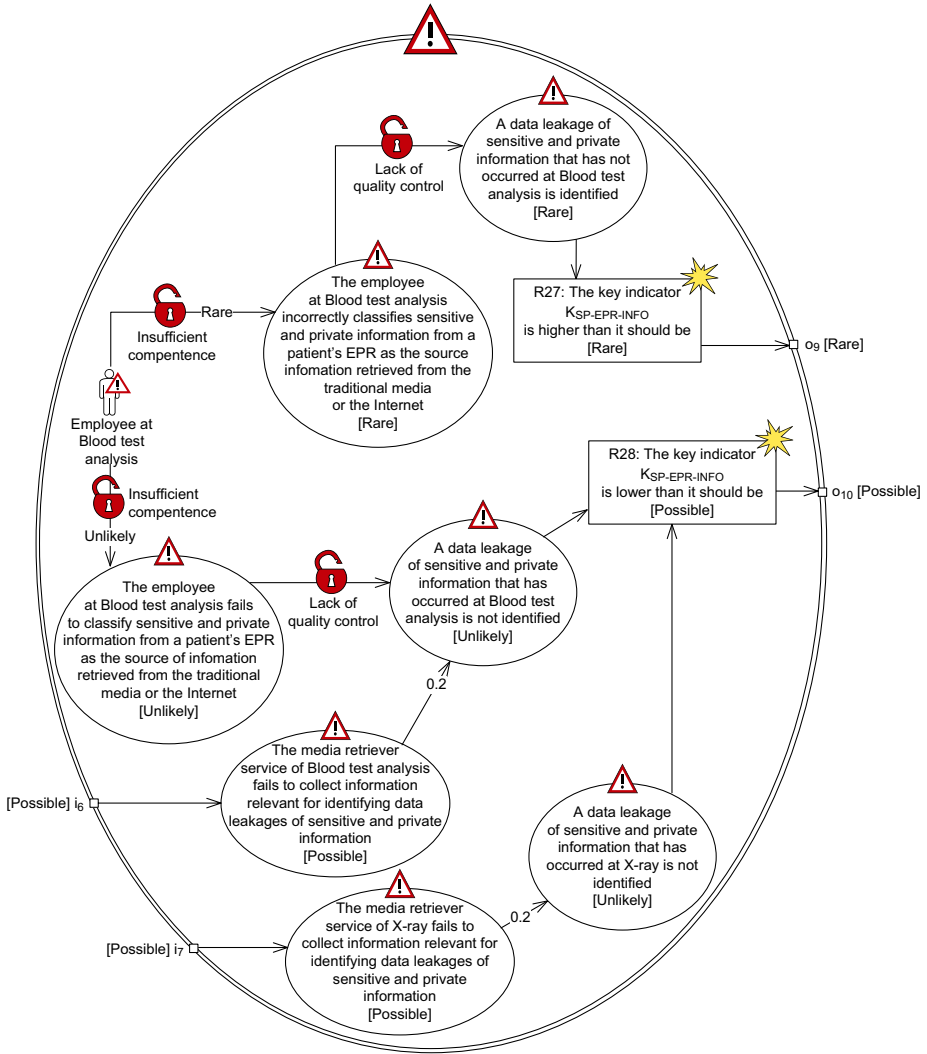 A data leakage of
sensitive and private
information that has not
occurred at Blood test
analysis is identified
[Rare]
Lack of
quality control
The employee
at Blood test analysis
incorrectly classifies sensitive
and private information from a
patient's EPR as the source
infomation retrieved from the
traditional media
or the Internet
[Rare]
Rare
Insufficient
compentence
R27: The key indicator
K_SP-EPR-INFO
is higher than it should be
[Rare]
o9 [Rare]
Employee at
Blood test
analysis
Insufficient
compentence
Unlikely
R28: The key indicator
K_SP-EPR-INFO
is lower than it should be
[Possible]
o10 [Possible]
The employee
at Blood test analysis fails
to classify sensitive and private
information from a patient's EPR
as the source of infomation
retrieved from the traditional
media or the Internet
[Unlikely]
Lack of
quality control
A data leakage
of sensitive and private
information that has
occurred at Blood test
analysis is not identified
[Unlikely]
0.2
The media retriever
service of Blood test analysis
fails to collect information
relevant for identifying data
leakages of sensitive and private
information
[Possible]
[Possible] i6
A data leakage
of sensitive and private
information that has
occurred at X-ray is not
identified
[Unlikely]
0.2
The media retriever
service of X-ray fails to
collect information relevant for
identifying data leakages of
sensitive and private
information
[Possible]
[Possible] i7